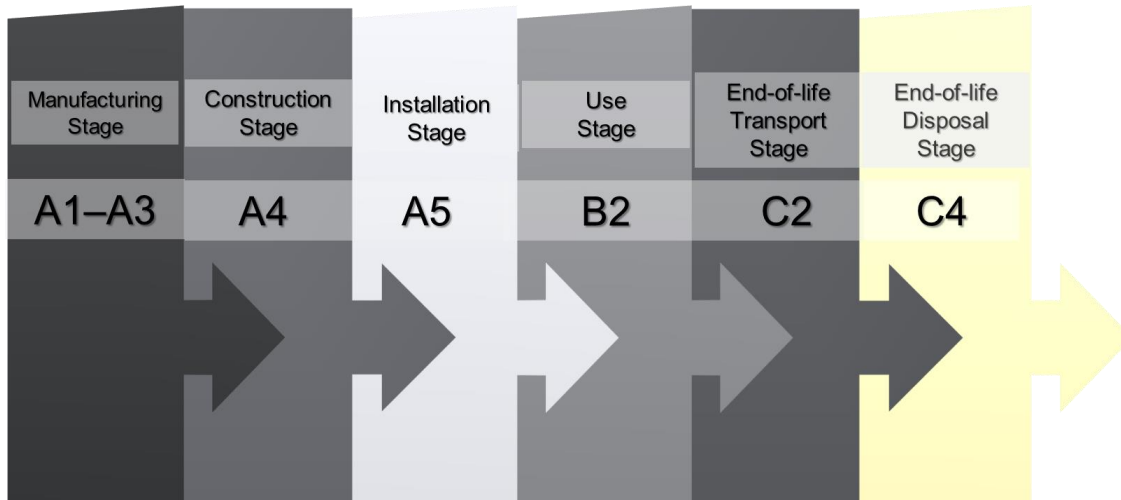 Manufacturing
Stage
Construction
Stage
Installation
Stage
Use
Stage
End-of-life
Transport
Stage
End-of-life
Disposal
Stage
A1–A3
A4
A5
B2
C2
C4